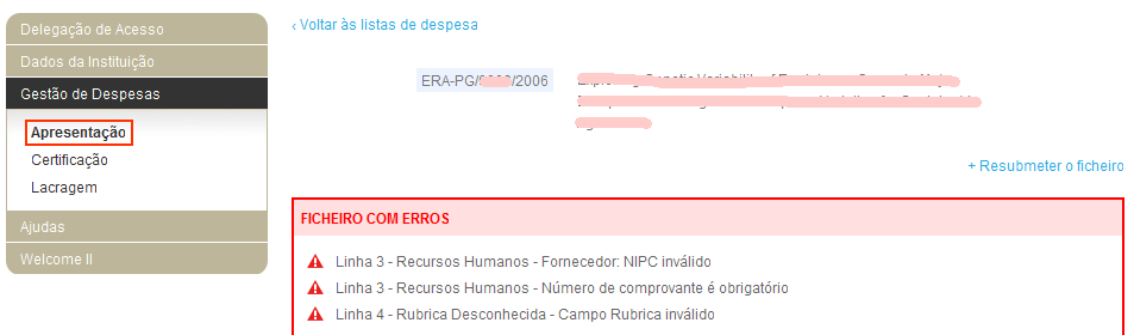 Delegação de Acesso
Dados da Instituição
Gestão de Despesas
Apresentação
Certificação
Lacragem
Ajudas
Welcome II
‹ Voltar às listas de despesa
ERA-PG/ /2006
+ Resubmeter o ficheiro
FICHEIRO COM ERROS
Linha 3 - Recursos Humanos - Fornecedor: NIPC inválido
Linha 3 - Recursos Humanos - Número de comprovante é obrigatório
Linha 4 - Rubrica Desconhecida - Campo Rubrica inválido